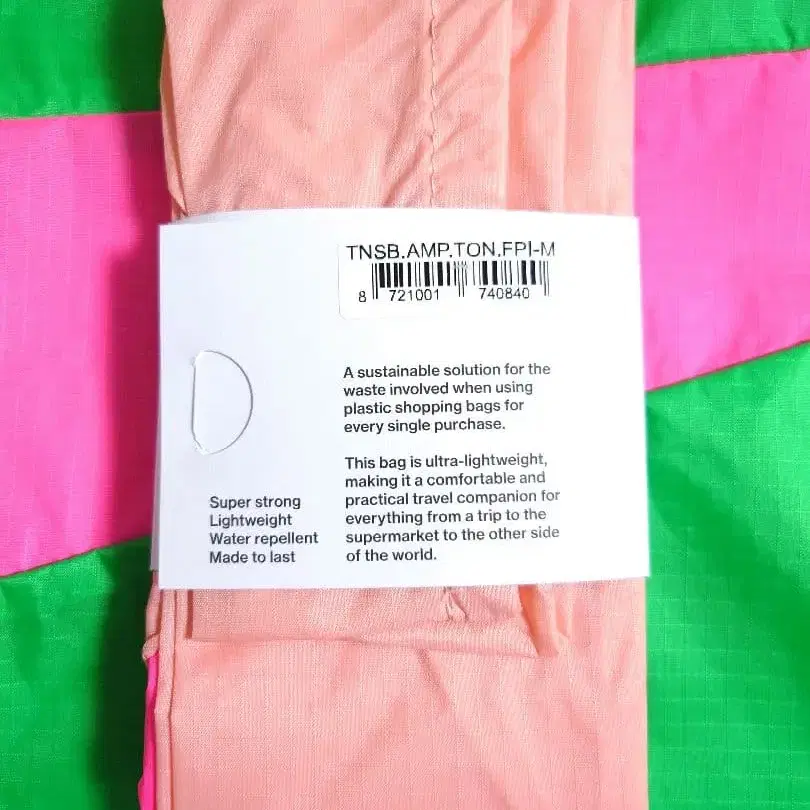 TNSB.AMP.TON.FPI-M
8 721001 740840
A sustainable solution for the
waste involved when using
plastic shopping bags for
every single purchase.
This bag is ultra-lightweight,
making it a comfortable and
practical travel companion for
everything from a trip to the
supermarket to the other side
of the world.
Super strong
Lightweight
Water repellent
Made to last